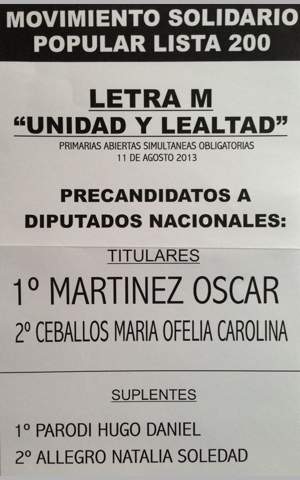 MOVIMIENTO SOLIDARIO
POPULAR LISTA 200
LETRA M
“UNIDAD Y LEALTAD”
PRIMARIAS ABIERTAS SIMULTANEAS OBLIGATORIAS
11 DE AGOSTO 2013
PRECANDIDATOS A
DIPUTADOS NACIONALES:
TITULARES
1º MARTINEZ OSCAR
2º CEBALLOS MARIA OFELIA CAROLINA
SUPLENTES
1º PARODI HUGO DANIEL
2º ALLEGRO NATALIA SOLEDAD